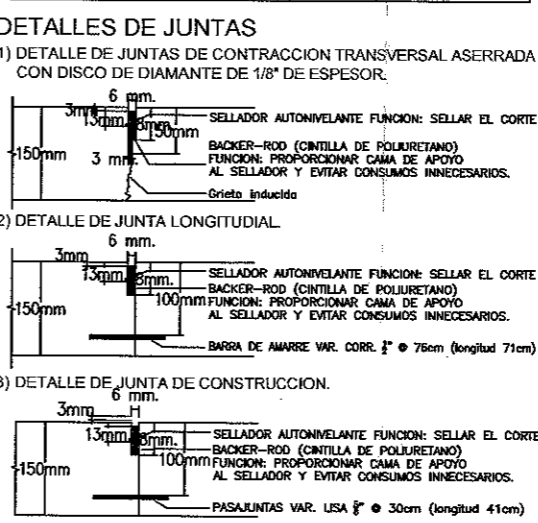 DETALLES DE JUNTAS
1) DETALLE DE JUNTAS DE CONTRACCION TRANSVERSAL ASERRADA
CON DISCO DE DIAMANTE DE 1/8" DE ESPESOR.
6 mm.
3mm
13mm
8mm.
50mm
150mm
3 mm.
SELLADOR AUTONIVELANTE FUNCION: SELLAR EL CORTE
BACKER-ROD (CINTILLA DE POLIURETANO)
FUNCION: PROPORCIONAR CAMA DE APOYO
AL SELLADOR Y EVITAR CONSUMOS INNECESARIOS.
Grieta inducida
2) DETALLE DE JUNTA LONGITUDIAL
6 mm.
3mm
13mm
8mm.
100mm
150mm
SELLADOR AUTONIVELANTE FUNCION: SELLAR EL CORTE
BACKER-ROD (CINTILLA DE POLIURETANO)
FUNCION: PROPORCIONAR CAMA DE APOYO
AL SELLADOR Y EVITAR CONSUMOS INNECESARIOS.
BARRA DE AMARRE VAR. CORR. @ 76cm (longitud 71cm)
3) DETALLE DE JUNTA DE CONSTRUCCION.
6 mm.
3mm
13mm
8mm.
100mm
150mm
SELLADOR AUTONIVELANTE FUNCION: SELLAR EL CORTE
BACKER-ROD (CINTILLA DE POLIURETANO)
FUNCION: PROPORCIONAR CAMA DE APOYO
AL SELLADOR Y EVITAR CONSUMOS INNECESARIOS.
PASAJUNTAS VAR. LISA @ 30cm (longitud 41cm)